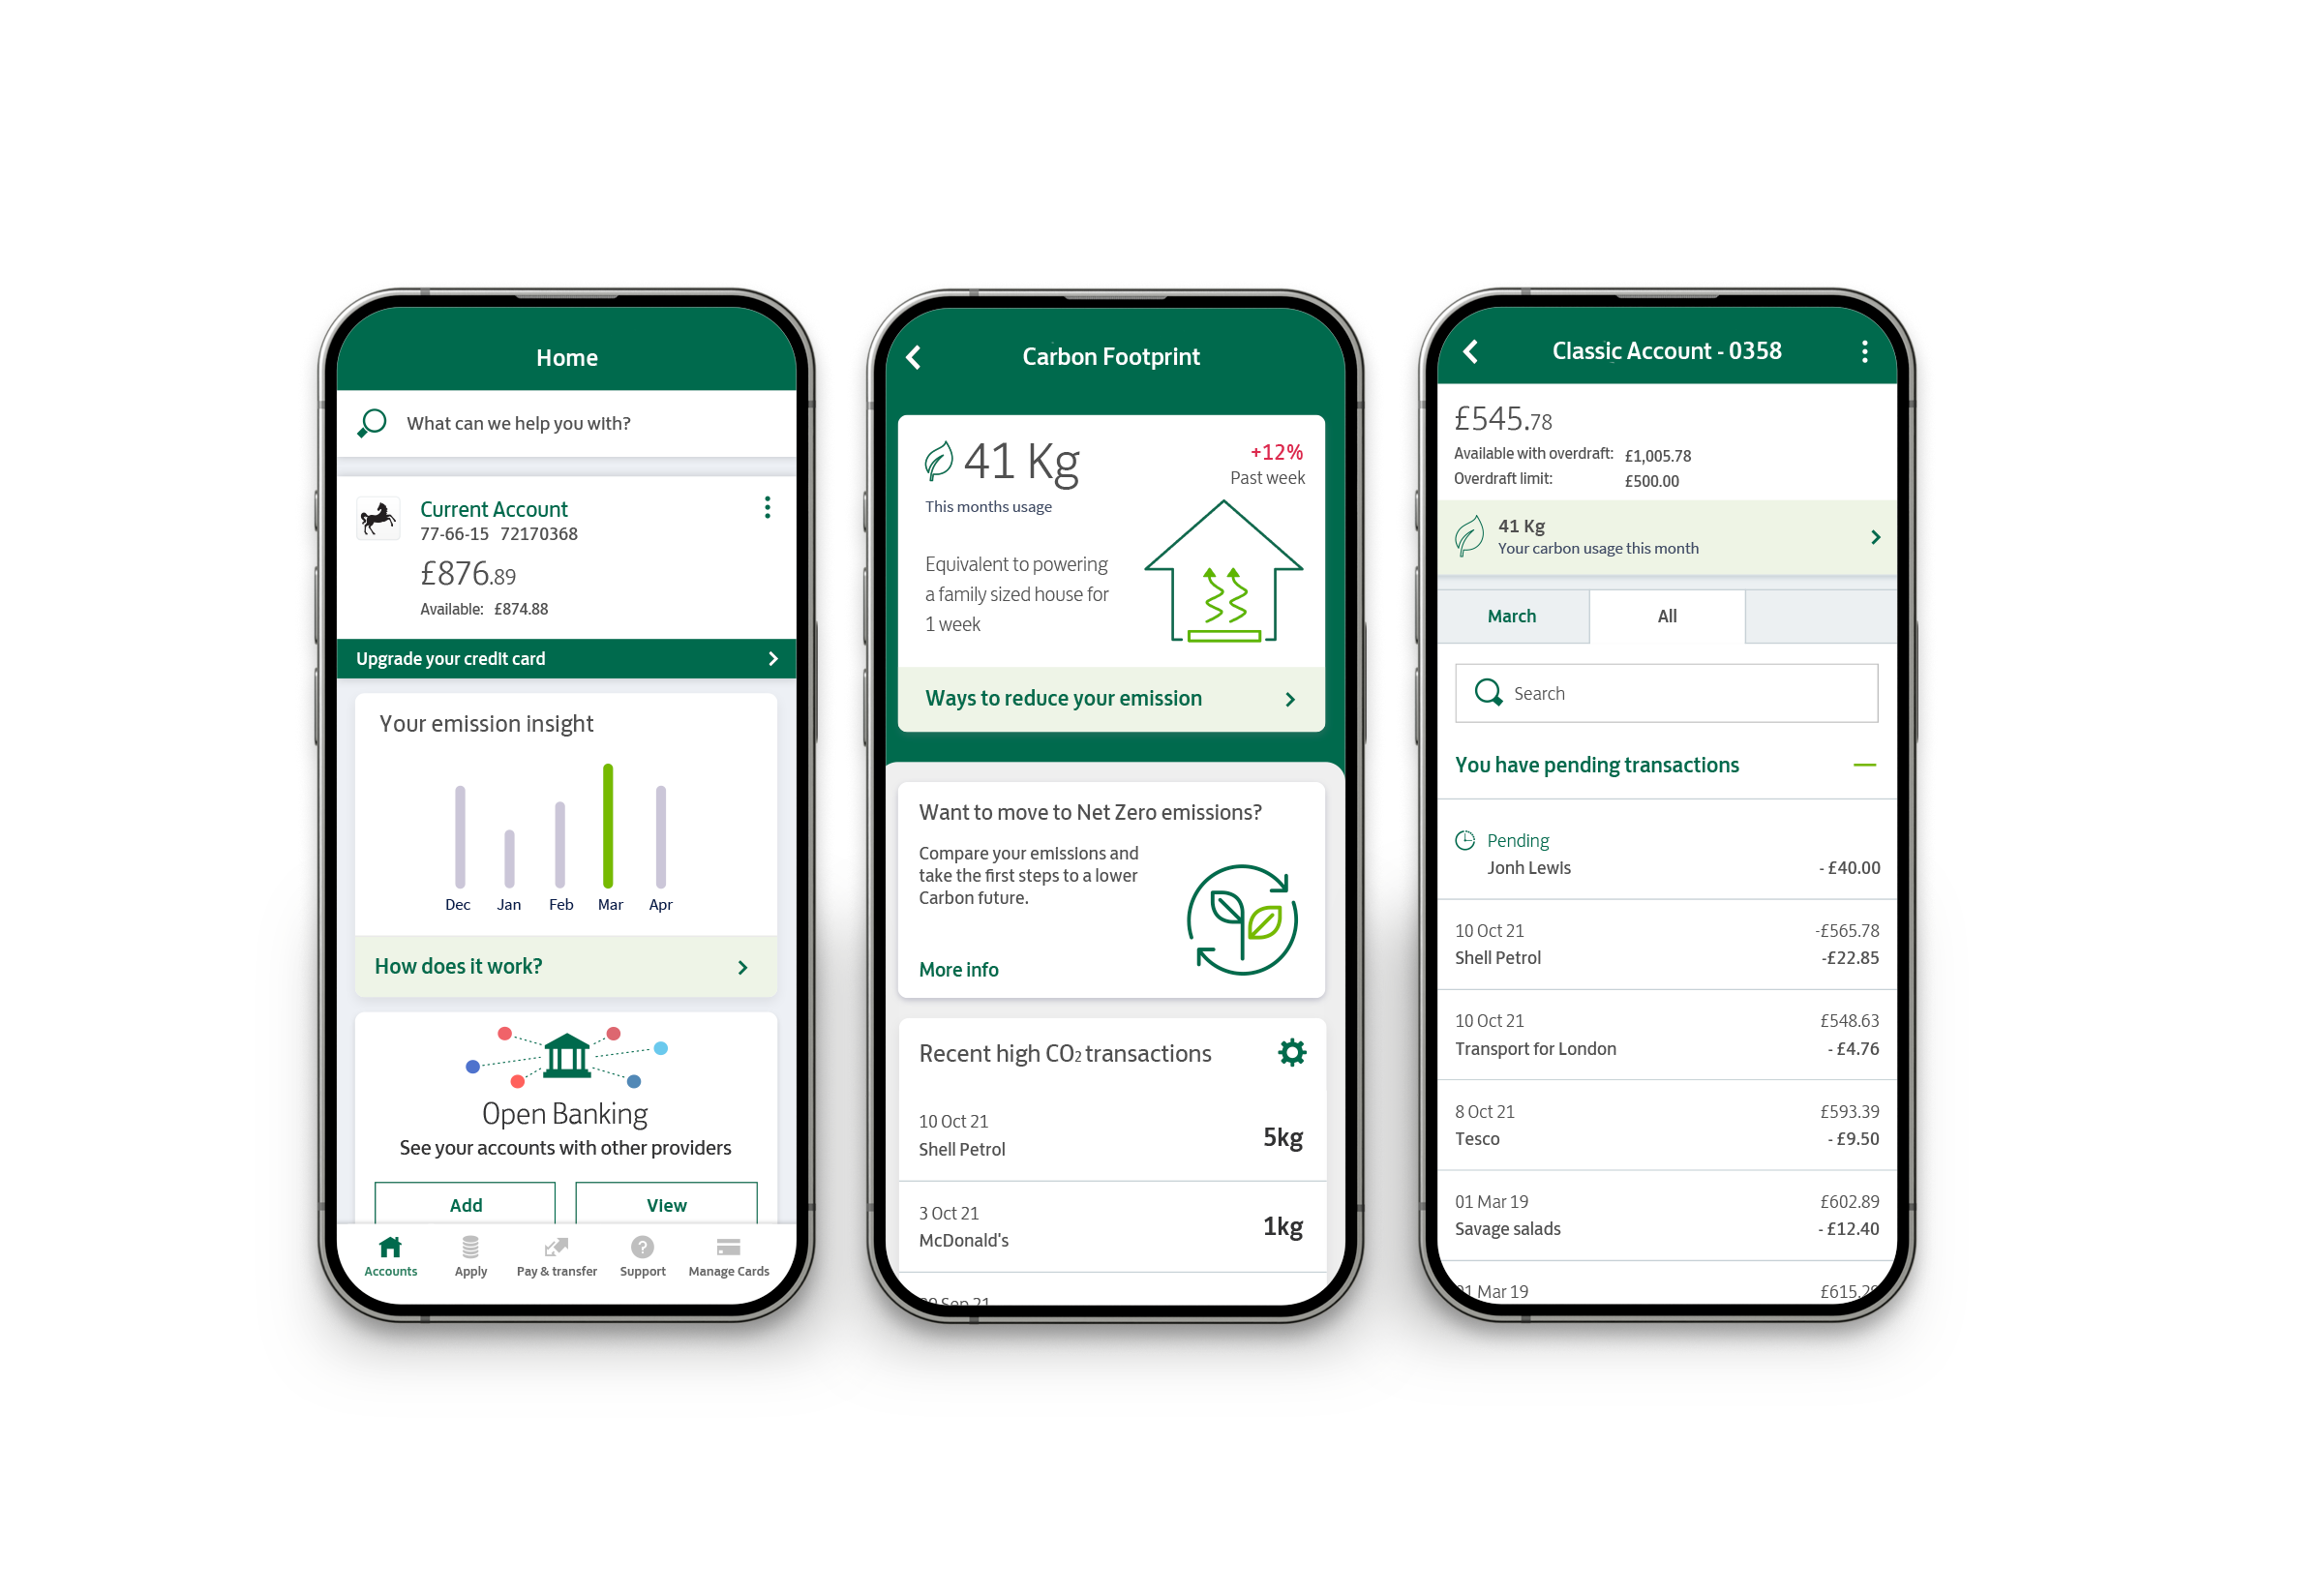 Home
What can we help you with?
Current Account
77-66-15 72170368
£876.89
Available: £874.88
Upgrade your credit card
Your emission insight
Dec Jan Feb Mar Apr
How does it work?
Open Banking
See your accounts with other providers
Add View
Accounts Apply Pay & transfer Support Manage Cards
Carbon Footprint
41 Kg
+12%
Past week
This months usage
Equivalent to powering
a family sized house for
1 week
Ways to reduce your emission
Want to move to Net Zero emissions?
Compare your emissions and
take the first steps to a lower
Carbon future.
More info
Recent high CO2 transactions
10 Oct 21
Shell Petrol
5kg
3 Oct 21
McDonald's
1kg
Sep 21
Classic Account - 0358
£545.78
Available with overdraft: £1,005.78
Overdraft limit: £500.00
41 Kg
Your carbon usage this month
March All
Search
You have pending transactions
Pending
Jonh Lewis - £40.00
10 Oct 21 -£565.78
Shell Petrol -£22.85
10 Oct 21 £548.63
Transport for London - £4.76
8 Oct 21 £593.39
Tesco - £9.50
01 Mar 19 £602.89
Savage salads - £12.40
Mar 19